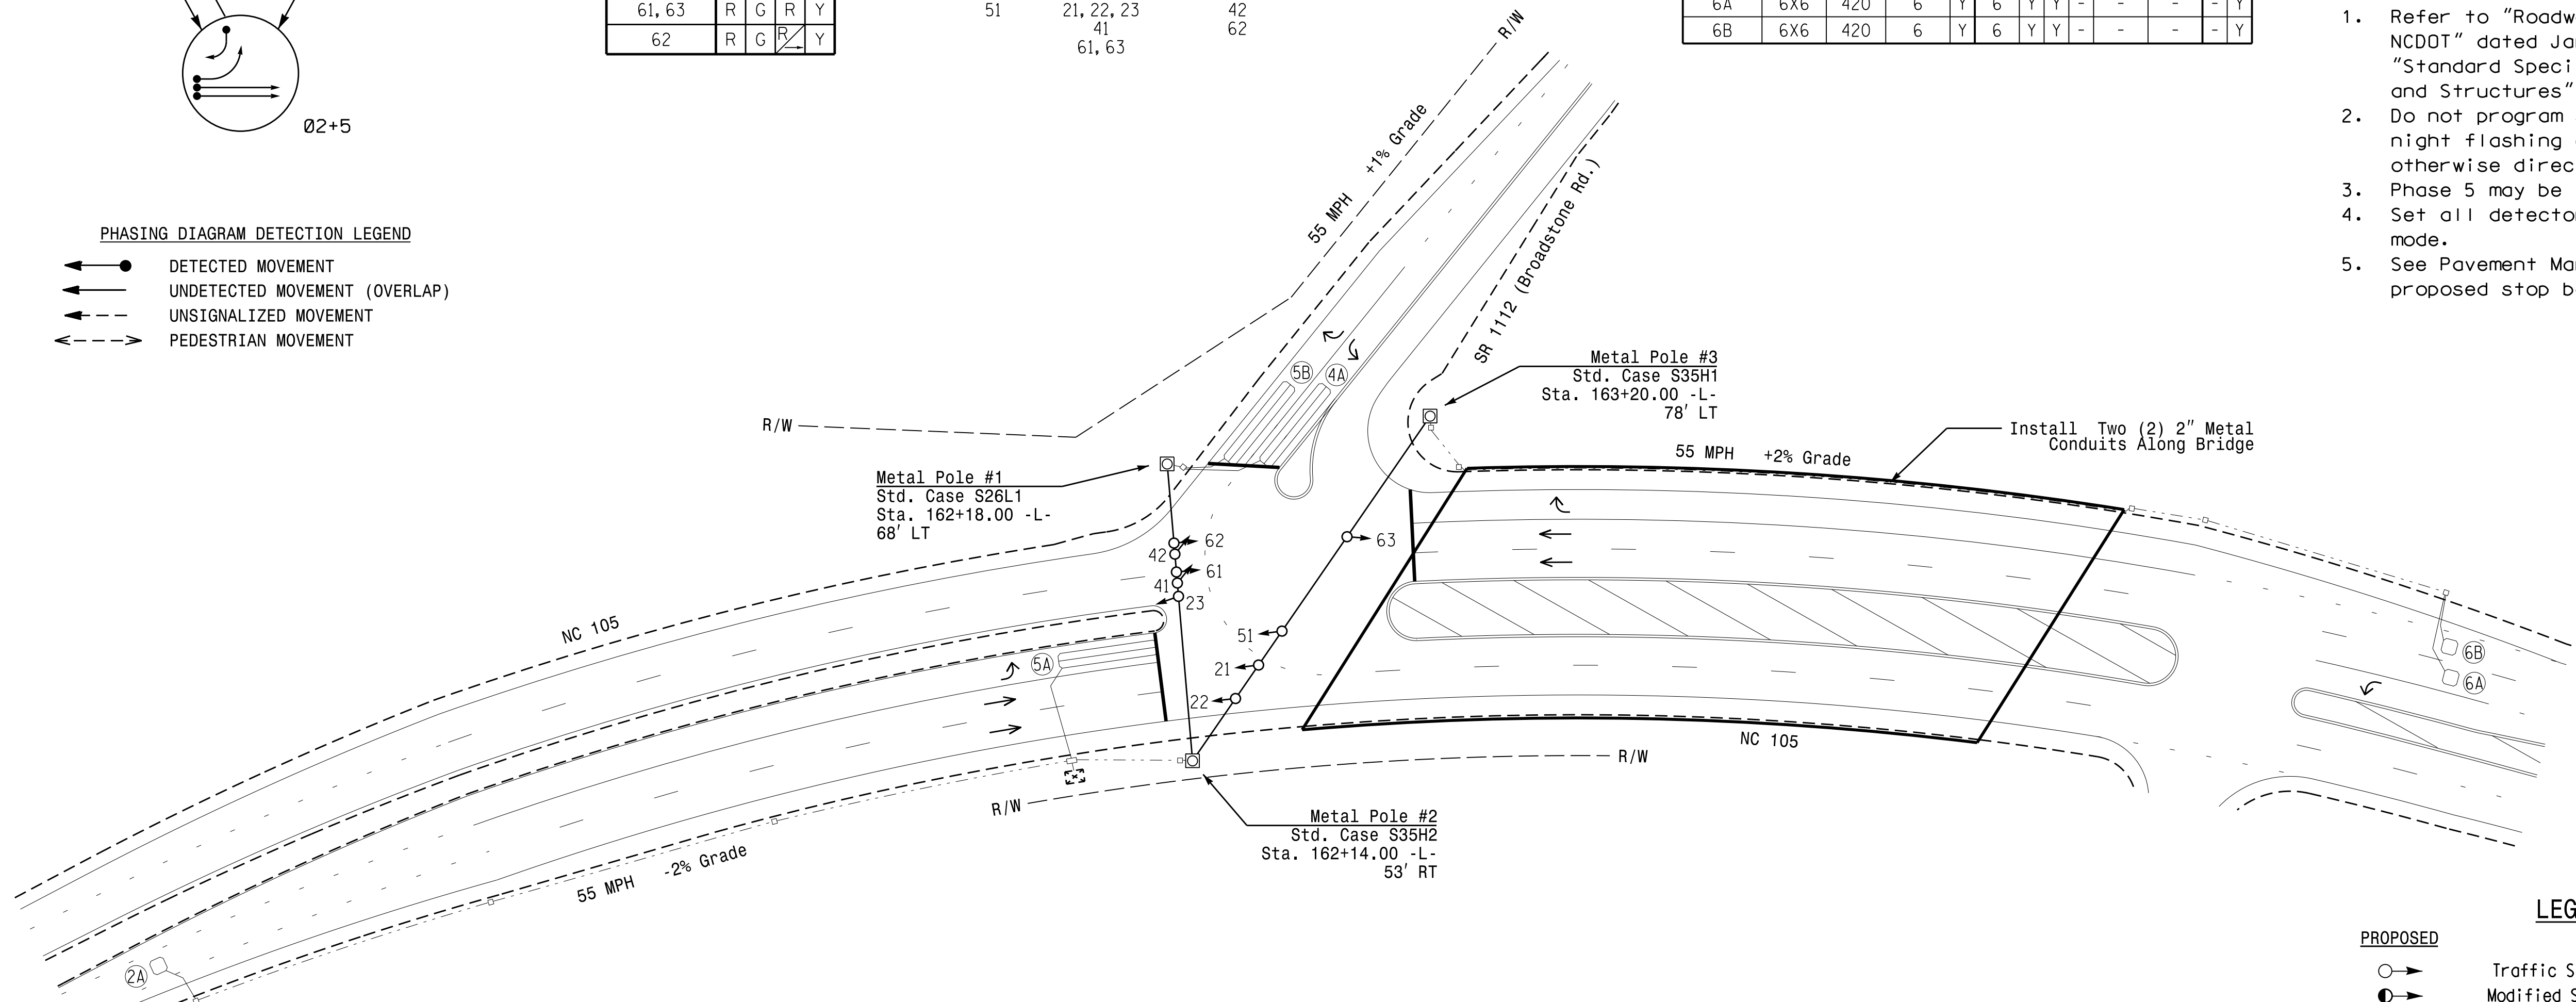 61,63 R G R Y
62 R G R Y
51 21, 22, 23 42
41 62
61, 63
6A 6X6 420 6 Y 6 Y Y - - - - Y
6B 6X6 420 6 Y 6 Y Y - - - - Y
1. Refer to "Roadw
NCDOT" dated Ja
"Standard Speci
and Structures"
2. Do not program
night flashing
otherwise direc
3. Phase 5 may be
4. Set all detecto
mode.
5. See Pavement Ma
proposed stop b
Ø2+5
PHASING DIAGRAM DETECTION LEGEND
DETECTED MOVEMENT
UNDETECTED MOVEMENT (OVERLAP)
UNSIGNALIZED MOVEMENT
PEDESTRIAN MOVEMENT
R/W
55 MPH +1% Grade
SR 1112 (Broadstone Rd.)
5B
4A
Metal Pole #3
Std. Case S35H1
Sta. 163+20.00 -L-
78' LT
R/W
Install Two (2) 2" Metal
Conduits Along Bridge
55 MPH +2% Grade
Metal Pole #1
Std. Case S26L1
Sta. 162+18.00 -L-
68' LT
62
42
61
41
23
63
51
21
22
NC 105
5A
6B
6A
NC 105
R/W
R/W
Metal Pole #2
Std. Case S35H2
Sta. 162+14.00 -L-
53' RT
55 MPH -2% Grade
2A
LEG
PROPOSED
Traffic S
Modified S